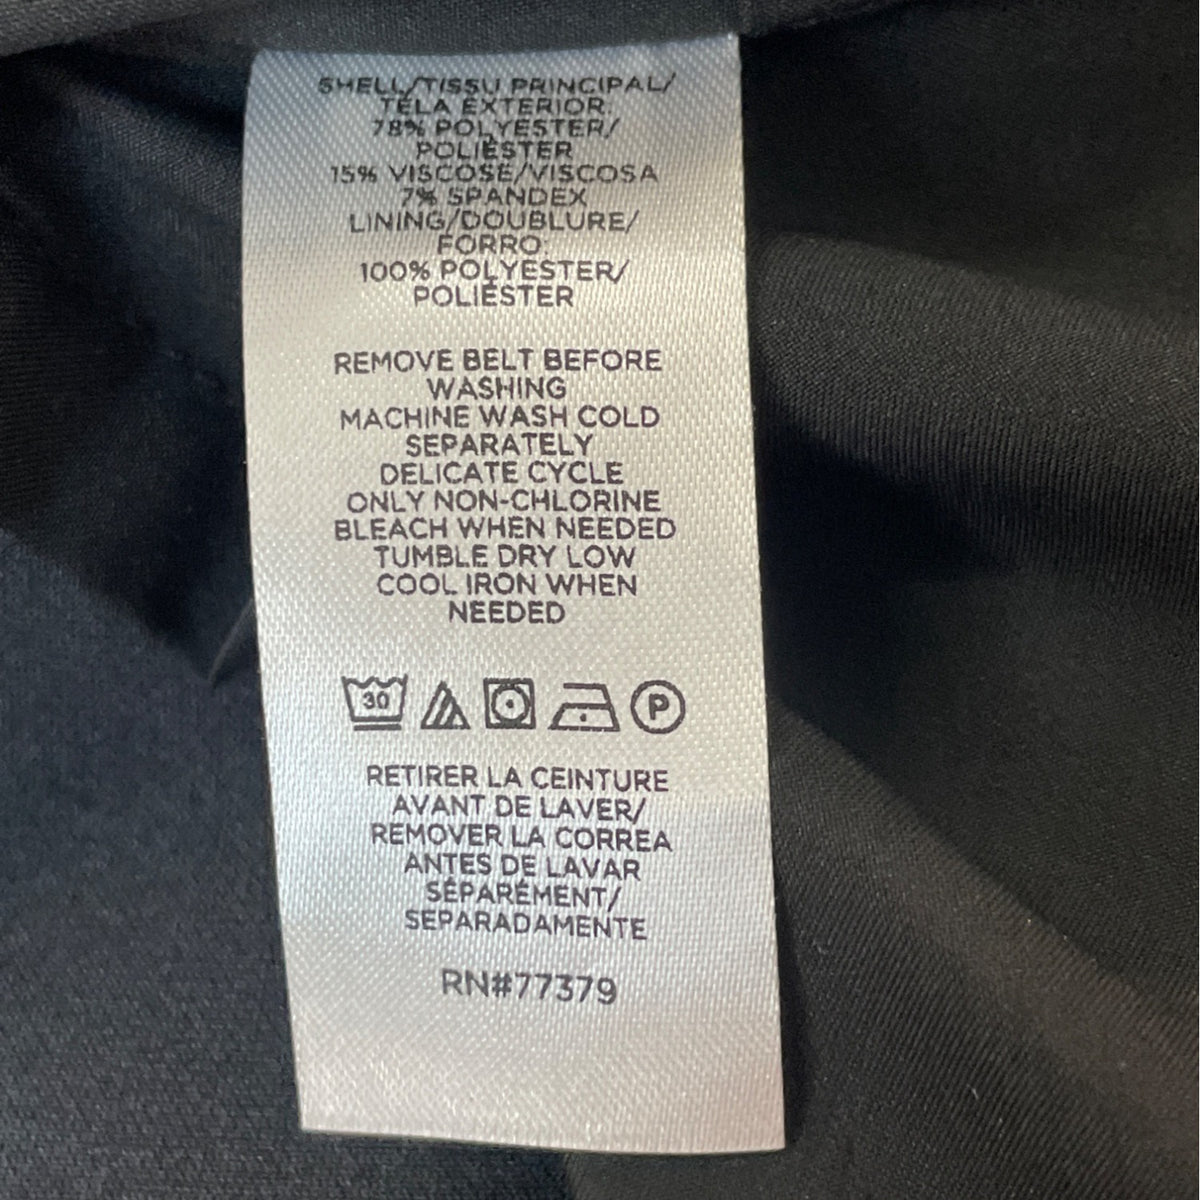 SHELL/TISSU PRINCIPAL/
TELA EXTERIOR:
78% POLYESTER/
POLIÉSTER
15% VISCOSE/VISCOSA
7% SPANDEX
LINING/DOUBLURE/
FORRO:
100% POLYESTER/
POLIÉSTER
REMOVE BELT BEFORE
WASHING
MACHINE WASH COLD
SEPARATELY
DELICATE CYCLE
ONLY NON-CHLORINE
BLEACH WHEN NEEDED
TUMBLE DRY LOW
COOL IRON WHEN
NEEDED
30 P
RETIRER LA CEINTURE
AVANT DE LAVER/
REMOVER LA CORREA
ANTES DE LAVAR
SÉPARÉMENT/
SEPARADAMENTE
RN#77379